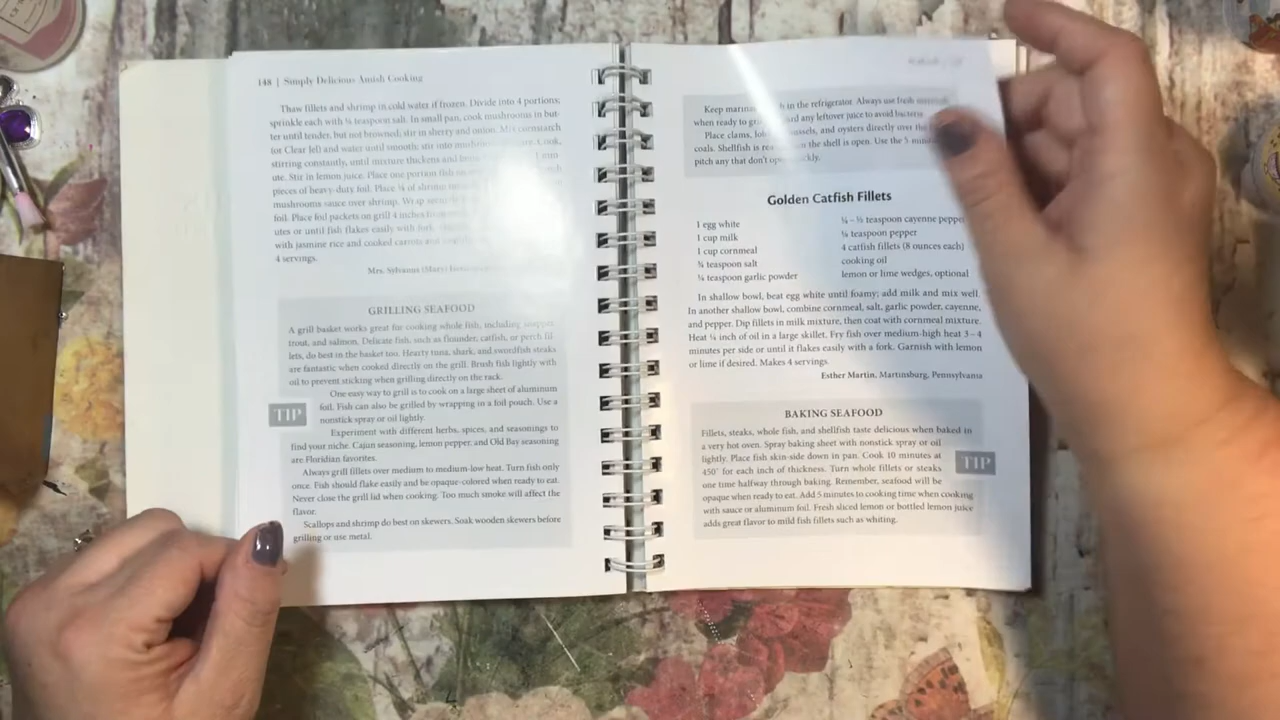 148 | Simply Delicious Amish Cooking
Thaw fillets and shrimp in cold water if frozen. Divide into 4 portions;
sprinkle each with ¼ teaspoon salt. In small pan, cook mushrooms in but-
ter until tender, but not browned; stir in sherry and onion. Mix cornstarch
(or Clear Jel) and water until smooth; stir into
stirring constantly, until mixture thickens and
ute. Stir in lemon juice. Place one portion fish
pieces of heavy-duty foil. Place ¼ of shrimp
mushrooms sauce over shrimp. Wrap
foil. Place foil packets on grill 4 inches
utes or until fish flakes easily with fork.
with jasmine rice and cooked carrots
4 servings.
Mrs. Sylvanus (Mary)
GRILLING SEAFOOD
A grill basket works great for cooking whole fish, including snapper,
trout, and salmon. Delicate fish, such as flounder, catfish, or perch fil-
lets, do best in the basket too. Hearty tuna, shark, and swordfish steaks
are fantastic when cooked directly on the grill. Brush fish lightly with
oil to prevent sticking when grilling directly on the rack.
One easy way to grill is to cook on a large sheet of aluminum
foil. Fish can also be grilled by wrapping in a foil pouch. Use a
nonstick spray or oil lightly.
TIP
Experiment with different herbs, spices, and seasonings to
find your niche. Cajun seasoning, lemon pepper, and Old Bay seasoning
are Floridian favorites.
Always grill fillets over medium to medium-low heat. Turn fish only
once. Fish should flake easily and be opaque-colored when ready to eat.
Never close the grill lid when cooking. Too much smoke will affect the
flavor.
Scallops and shrimp do best on skewers. Soak wooden skewers before
grilling or use metal.
Keep in the refrigerator. Always use fresh
when ready to any leftover juice to avoid bacteria.
Place clams, and oysters directly over the
coals. Shellfish is the shell is open. Use the 5
pitch any that don't
Golden Catfish Fillets
1 egg white
1 cup milk
1 cup cornmeal
¾ teaspoon salt
¼ teaspoon garlic powder
teaspoon cayenne pepper
teaspoon pepper
4 catfish fillets (8 ounces each)
cooking oil
lemon or lime wedges, optional
In shallow bowl, beat egg white until foamy; add milk and mix well.
In another shallow bowl, combine cornmeal, salt, garlic powder, cayenne,
and pepper. Dip fillets in milk mixture, then coat with cornmeal mixture.
Heat ¼ inch of oil in a large skillet. Fry fish over medium-high heat 3–4
minutes per side or until it flakes easily with a fork. Garnish with lemon
or lime if desired. Makes 4 servings.
Esther Martin, Martinsburg, Pennsylvania
BAKING SEAFOOD
Fillets, steaks, whole fish, and shellfish taste delicious when baked in
a very hot oven. Spray baking sheet with nonstick spray or oil
lightly. Place fish skin-side down in pan. Cook 10 minutes at
450° for each inch of thickness. Turn whole fillets or steaks
one time halfway through baking. Remember, seafood will be
opaque when ready to eat. Add 5 minutes to cooking time when cooking
with sauce or aluminum foil. Fresh sliced lemon or bottled lemon juice
adds great flavor to mild fish fillets such as whiting.
TIP